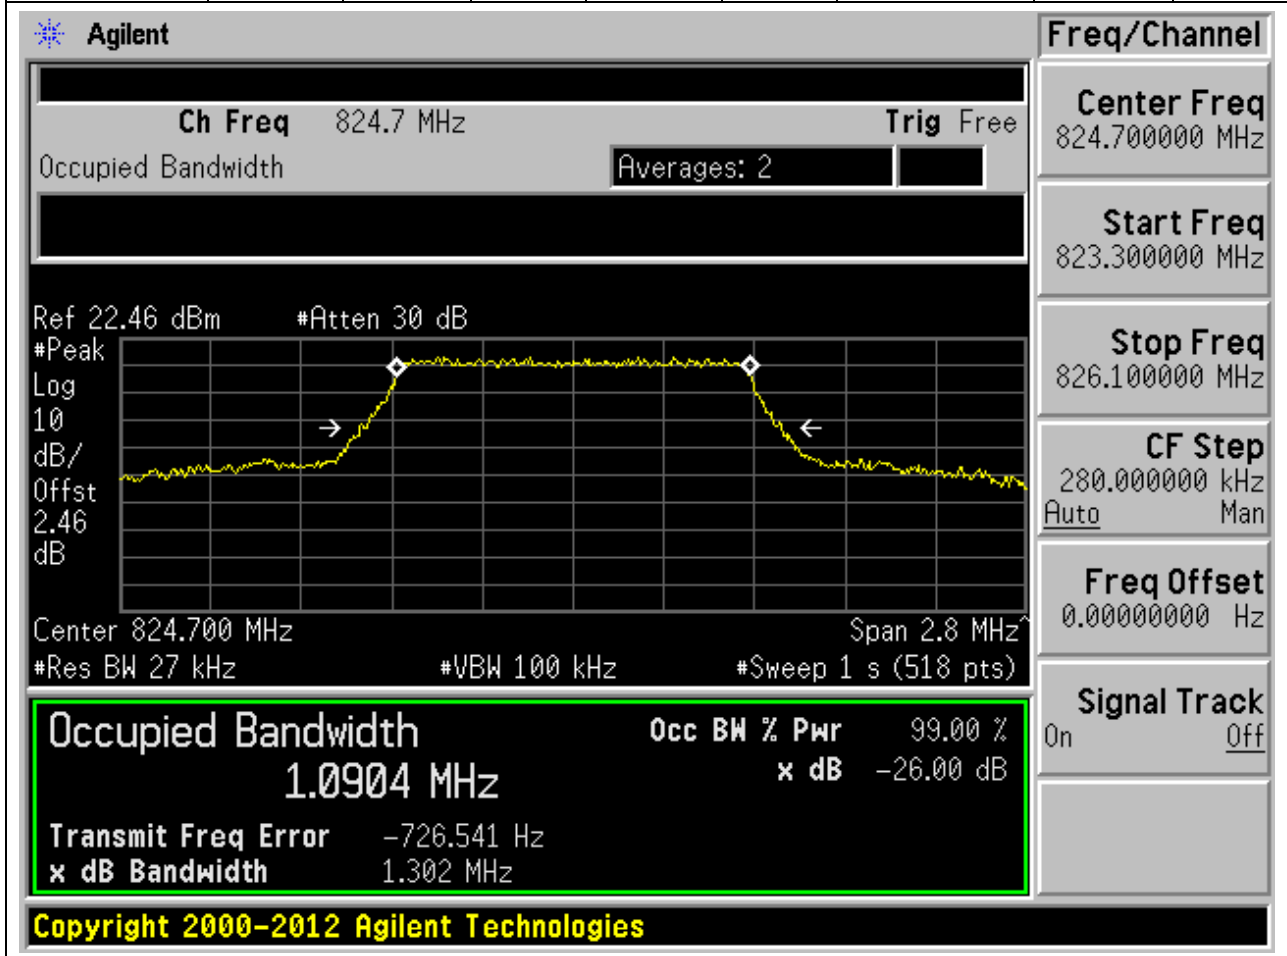 Agilent
Freq/Channel
Ch Freq 824.7 MHz Trig Free
Occupied Bandwidth Averages: 2
Center Freq
824.700000 MHz
Start Freq
823.300000 MHz
Stop Freq
826.100000 MHz
CF Step
280.000000 kHz
Auto Man
Freq Offset
0.00000000 Hz
Signal Track
On Off
Ref 22.46 dBm #Atten 30 dB
#Peak
Log
10
dB/
Offst
2.46
dB
Center 824.700 MHz Span 2.8 MHz^
#Res BW 27 kHz #VBW 100 kHz #Sweep 1 s (518 pts)
Occupied Bandwidth Occ BW % Pwr 99.00 %
1.0904 MHz x dB -26.00 dB
Transmit Freq Error -726.541 Hz
x dB Bandwidth 1.302 MHz
Copyright 2000-2012 Agilent Technologies